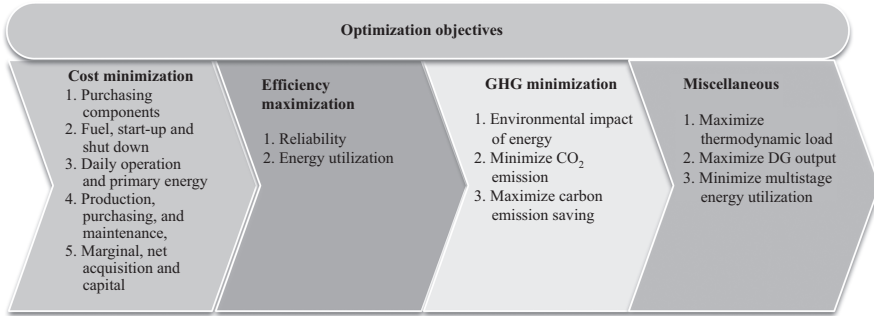 Optimization objectives
Cost minimization
1. Purchasing
components
2. Fuel, start-up and
shut down
3. Daily operation
and primary energy
4. Production,
purchasing, and
maintenance,
5. Marginal, net
acquisition and
capital
Efficiency
maximization
1. Reliability
2. Energy utilization
GHG minimization
1. Environmental impact
of energy
2. Minimize CO₂
emission
3. Maximize carbon
emission saving
Miscellaneous
1. Maximize
thermodynamic load
2. Maximize DG output
3. Minimize multistage
energy utilization